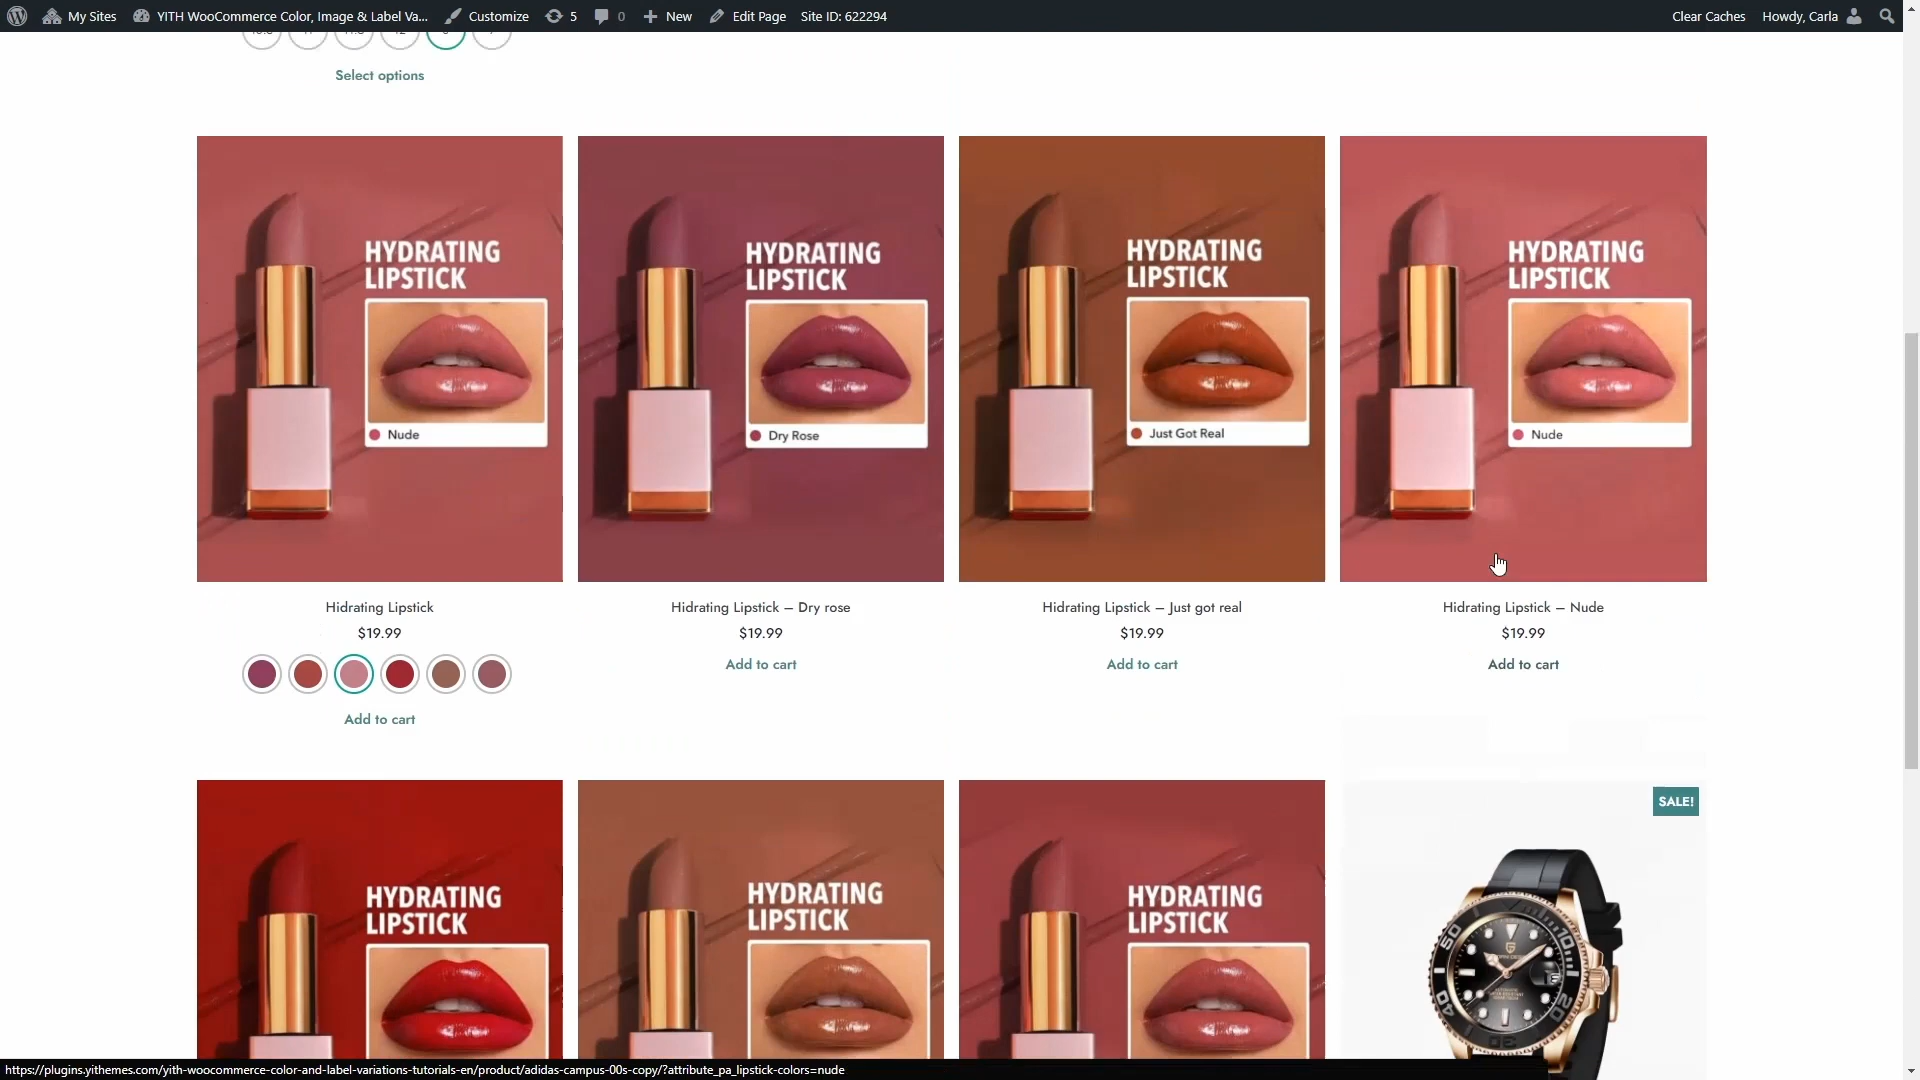 My Sites YITH WooCommerce Color, Image & Label Va... Customize 5 0 New Edit Page Site ID: 622294 Clear Caches Howdy, Carla
Select options
HYDRATING
LIPSTICK
Nude
HYDRATING
LIPSTICK
Dry Rose
HYDRATING
LIPSTICK
Just Got Real
HYDRATING
LIPSTICK
Nude
Hidrating Lipstick
$19.99
Add to cart
Hidrating Lipstick – Dry rose
$19.99
Add to cart
Hidrating Lipstick – Just got real
$19.99
Add to cart
Hidrating Lipstick – Nude
$19.99
Add to cart
HYDRATING
LIPSTICK
HYDRATING
LIPSTICK
HYDRATING
LIPSTICK
SALE!
50
10
40
20
30
https://plugins.yithemes.com/yith-woocommerce-color-and-label-variations-tutorials-en/product/adidas-campus-00s-copy/?attribute_pa_lipstick-colors=nude